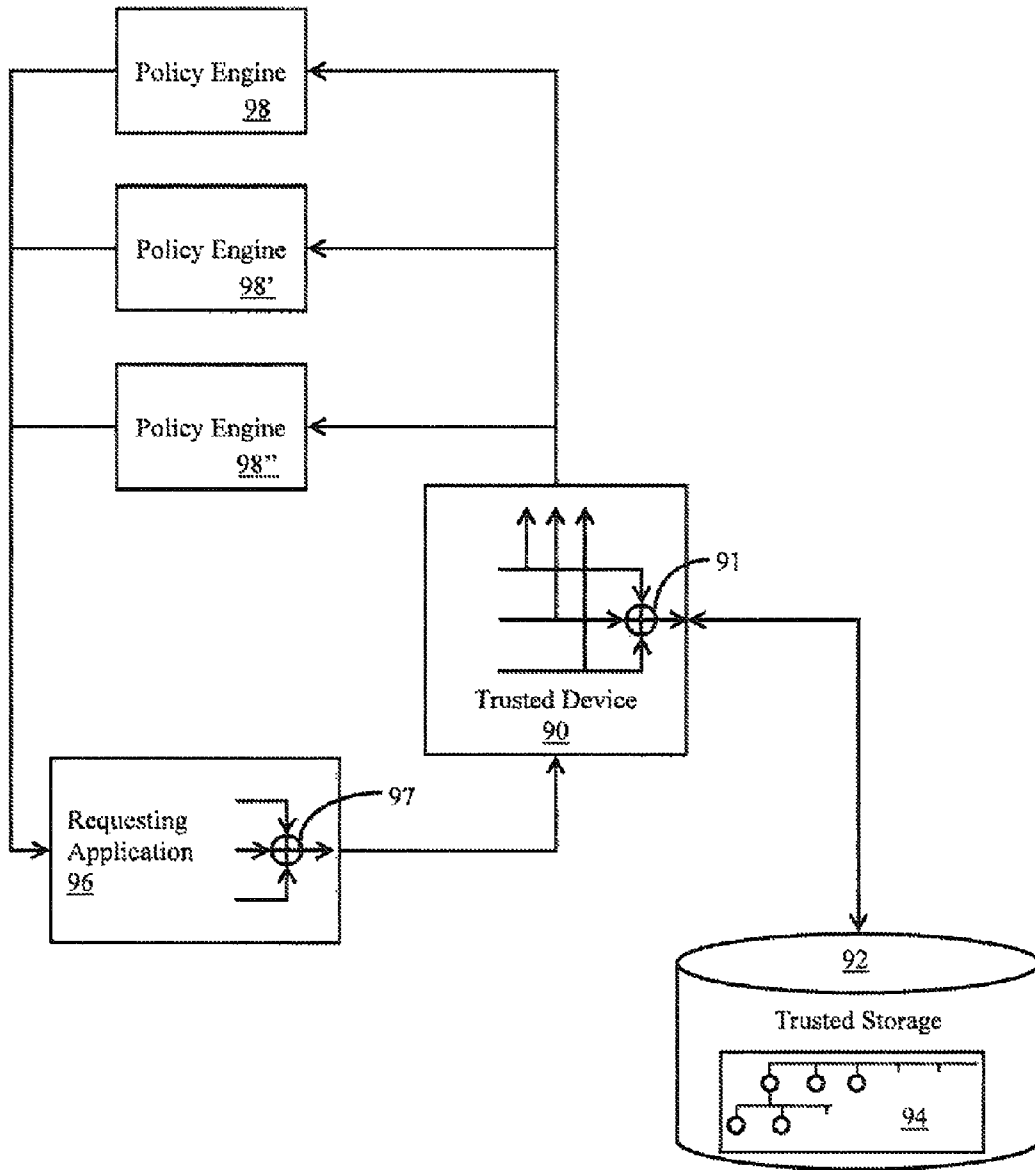 Policy Engine
98
Policy Engine
98'
Policy Engine
98''
91
Trusted Device
90
97
Requesting
Application
96
92
Trusted Storage
94